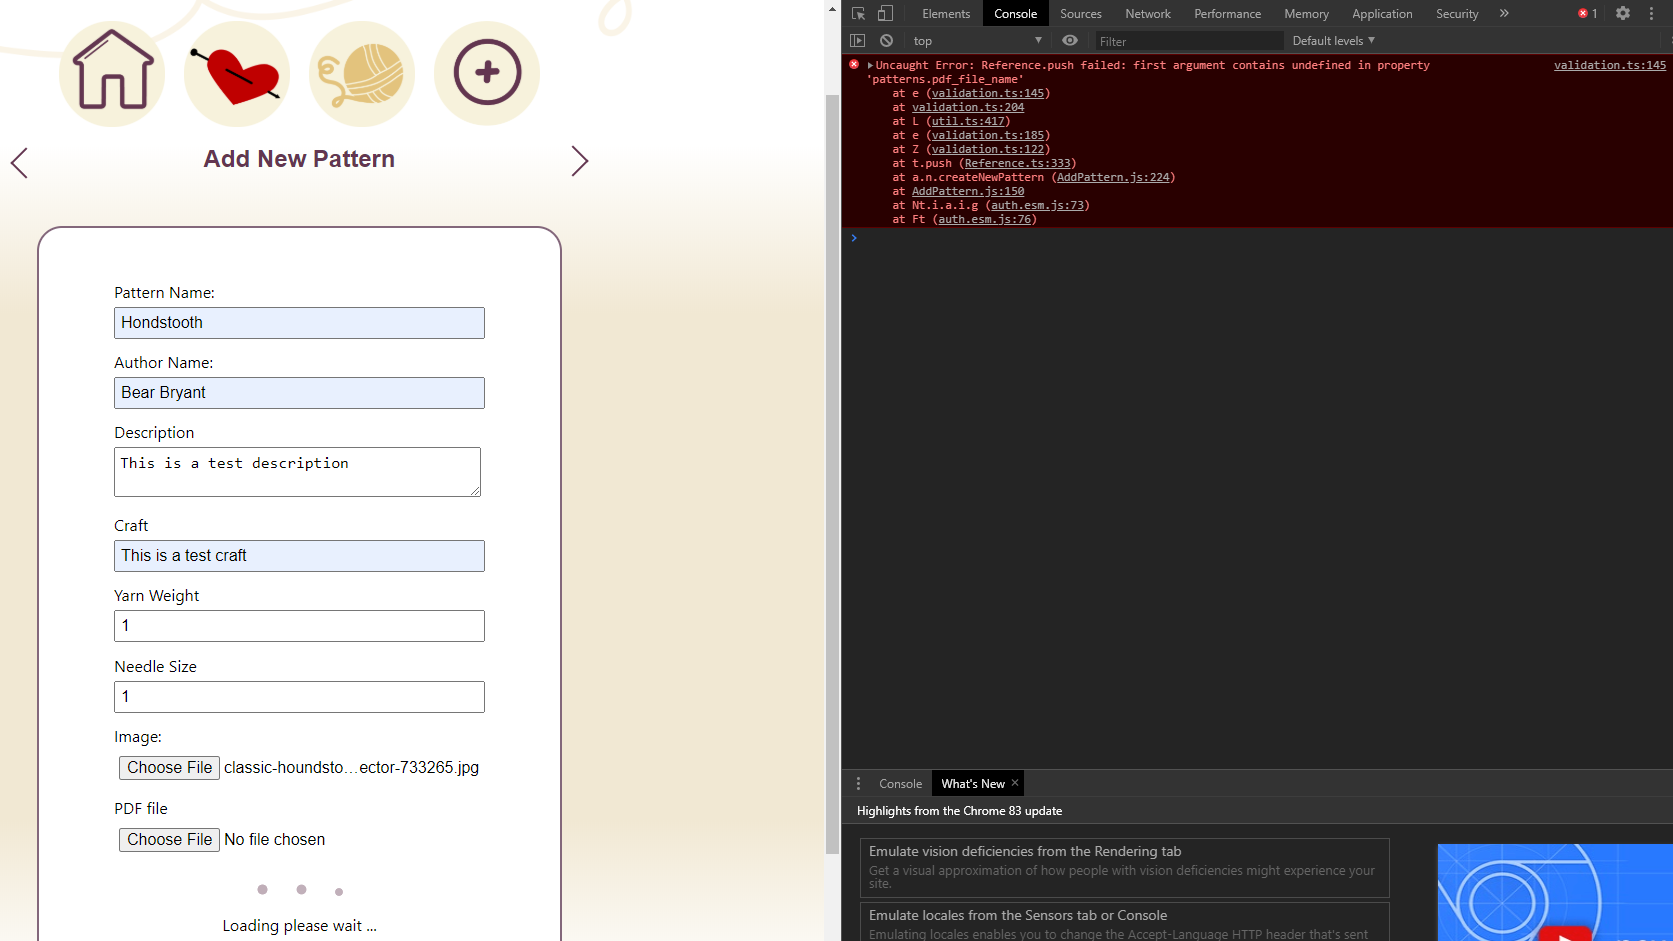 Add New Pattern
Pattern Name:
Hondstooth
Author Name:
Bear Bryant
Description
This is a test description
Craft
This is a test craft
Yarn Weight
1
Needle Size
1
Image:
Choose File classic-houndsto…ector-733265.jpg
PDF file
Choose File No file chosen
Loading please wait ...
Elements Console Sources Network Performance Memory Application Security » 1
top Filter Default levels
Uncaught Error: Reference.push failed: first argument contains undefined in property validation.ts:145
'patterns.pdf_file_name'
at e (validation.ts:145)
at validation.ts:204
at L (util.ts:417)
at e (validation.ts:185)
at Z (validation.ts:122)
at t.push (Reference.ts:333)
at a.n.createNewPattern (AddPattern.js:224)
at AddPattern.js:150
at Nt.i.a.i.g (auth.esm.js:73)
at Ft (auth.esm.js:76)
Console What's New ×
Highlights from the Chrome 83 update
Emulate vision deficiencies from the Rendering tab
Get a visual approximation of how people with vision deficiencies might experience your
site.
Emulate locales from the Sensors tab or Console
Emulating locales enables you to change the Accept-Language HTTP header that's sent